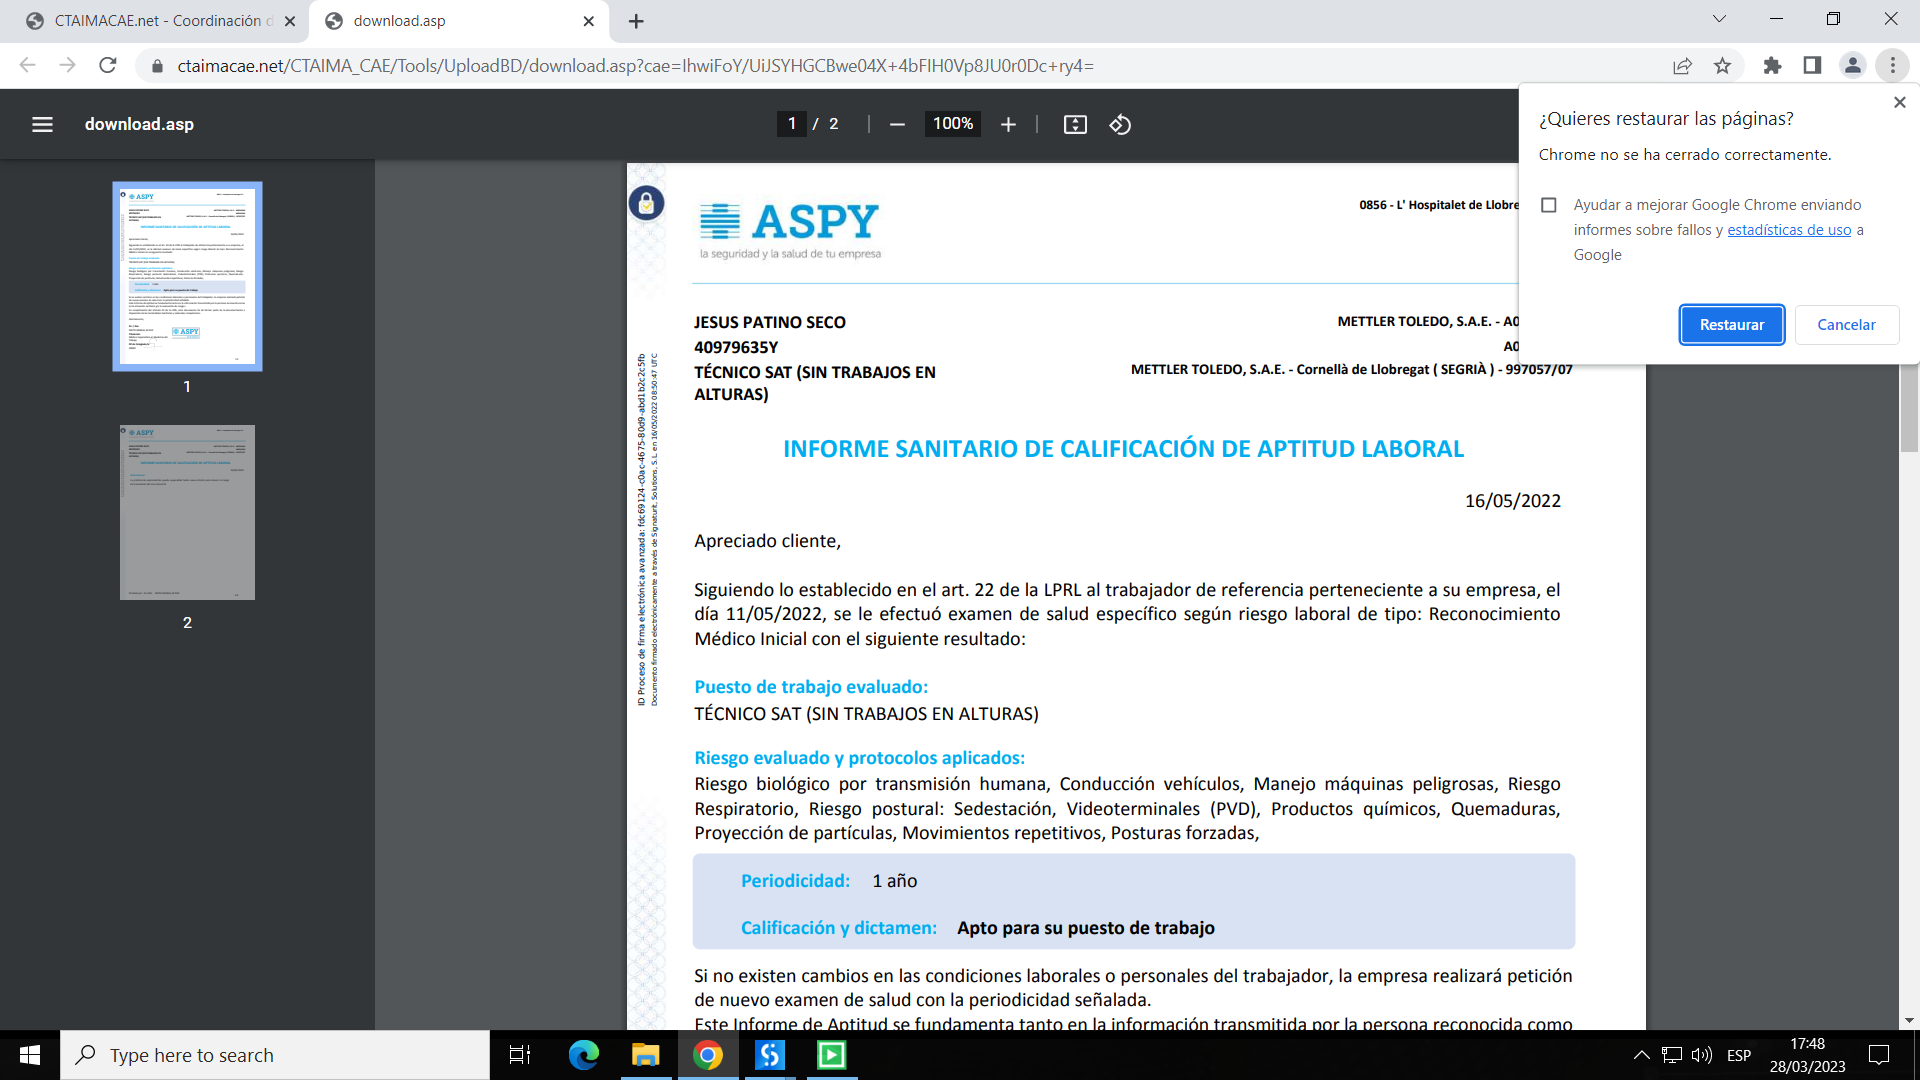 CTAIMACAE.net - Coordinación d
download.asp
ctaimacae.net/CTAIMA_CAE/Tools/UploadBD/download.asp?cae=IhwiFoY/UiJSYHGCBwe04X+4bFIH0Vp8JU0r0Dc+ry4=
download.asp
1 / 2
100%
¿Quieres restaurar las páginas?
Chrome no se ha cerrado correctamente.
Ayudar a mejorar Google Chrome enviando
informes sobre fallos y estadísticas de uso a
Google
Restaurar
Cancelar
1
2
ASPY
la seguridad y la salud de tu empresa
0856 - L' Hospitalet de Llobre
JESUS PATINO SECO
40979635Y
TÉCNICO SAT (SIN TRABAJOS EN
ALTURAS)
METTLER TOLEDO, S.A.E. - A0
A0
METTLER TOLEDO, S.A.E. - Cornellà de Llobregat ( SEGRIÀ ) - 997057/07
ID Proceso de firma electrónica avanzada: fdc69124-c0ac-4675-80d9-abd1b2c2c5fb
Documento firmado electrónicamente a través de Signaturit. Solutions, S.L. en 16/05/2022 08:50:47 UTC
INFORME SANITARIO DE CALIFICACIÓN DE APTITUD LABORAL
16/05/2022
Apreciado cliente,
Siguiendo lo establecido en el art. 22 de la LPRL al trabajador de referencia perteneciente a su empresa, el
día 11/05/2022, se le efectuó examen de salud específico según riesgo laboral de tipo: Reconocimiento
Médico Inicial con el siguiente resultado:
Puesto de trabajo evaluado:
TÉCNICO SAT (SIN TRABAJOS EN ALTURAS)
Riesgo evaluado y protocolos aplicados:
Riesgo biológico por transmisión humana, Conducción vehículos, Manejo máquinas peligrosas, Riesgo
Respiratorio, Riesgo postural: Sedestación, Videoterminales (PVD), Productos químicos, Quemaduras,
Proyección de partículas, Movimientos repetitivos, Posturas forzadas,
Periodicidad: 1 año
Calificación y dictamen: Apto para su puesto de trabajo
Si no existen cambios en las condiciones laborales o personales del trabajador, la empresa realizará petición
de nuevo examen de salud con la periodicidad señalada.
Este Informe de Aptitud se fundamenta tanto en la información transmitida por la persona reconocida como
Type here to search
ESP
17:48
28/03/2023